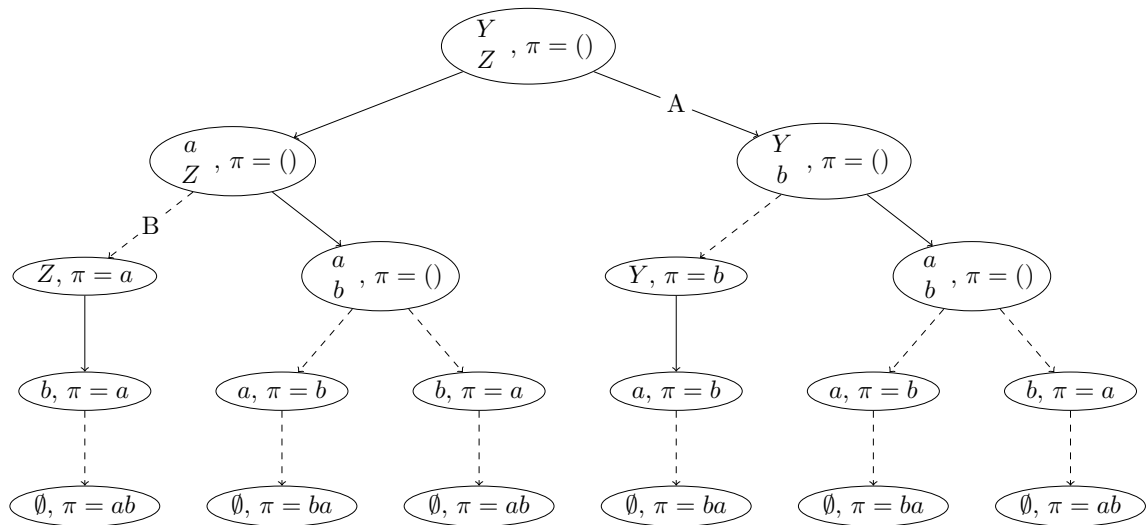 Y
Z , π = ()
A
a
Z , π = ()
Y
b , π = ()
B
Z, π = a
a
b , π = ()
Y, π = b
a
b , π = ()
b, π = a
a, π = b
b, π = a
a, π = b
a, π = b
b, π = a
∅, π = ab
∅, π = ba
∅, π = ab
∅, π = ba
∅, π = ba
∅, π = ab